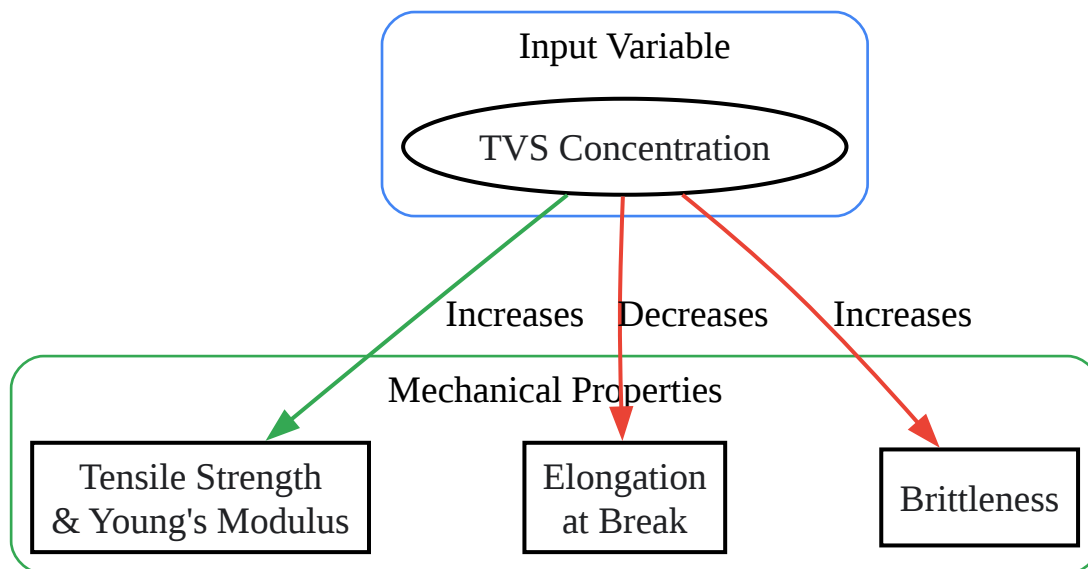 Input Variable
TVS Concentration
Increases
Decreases
Increases
Mechanical Properties
Tensile Strength
& Young's Modulus
Elongation
at Break
Brittleness